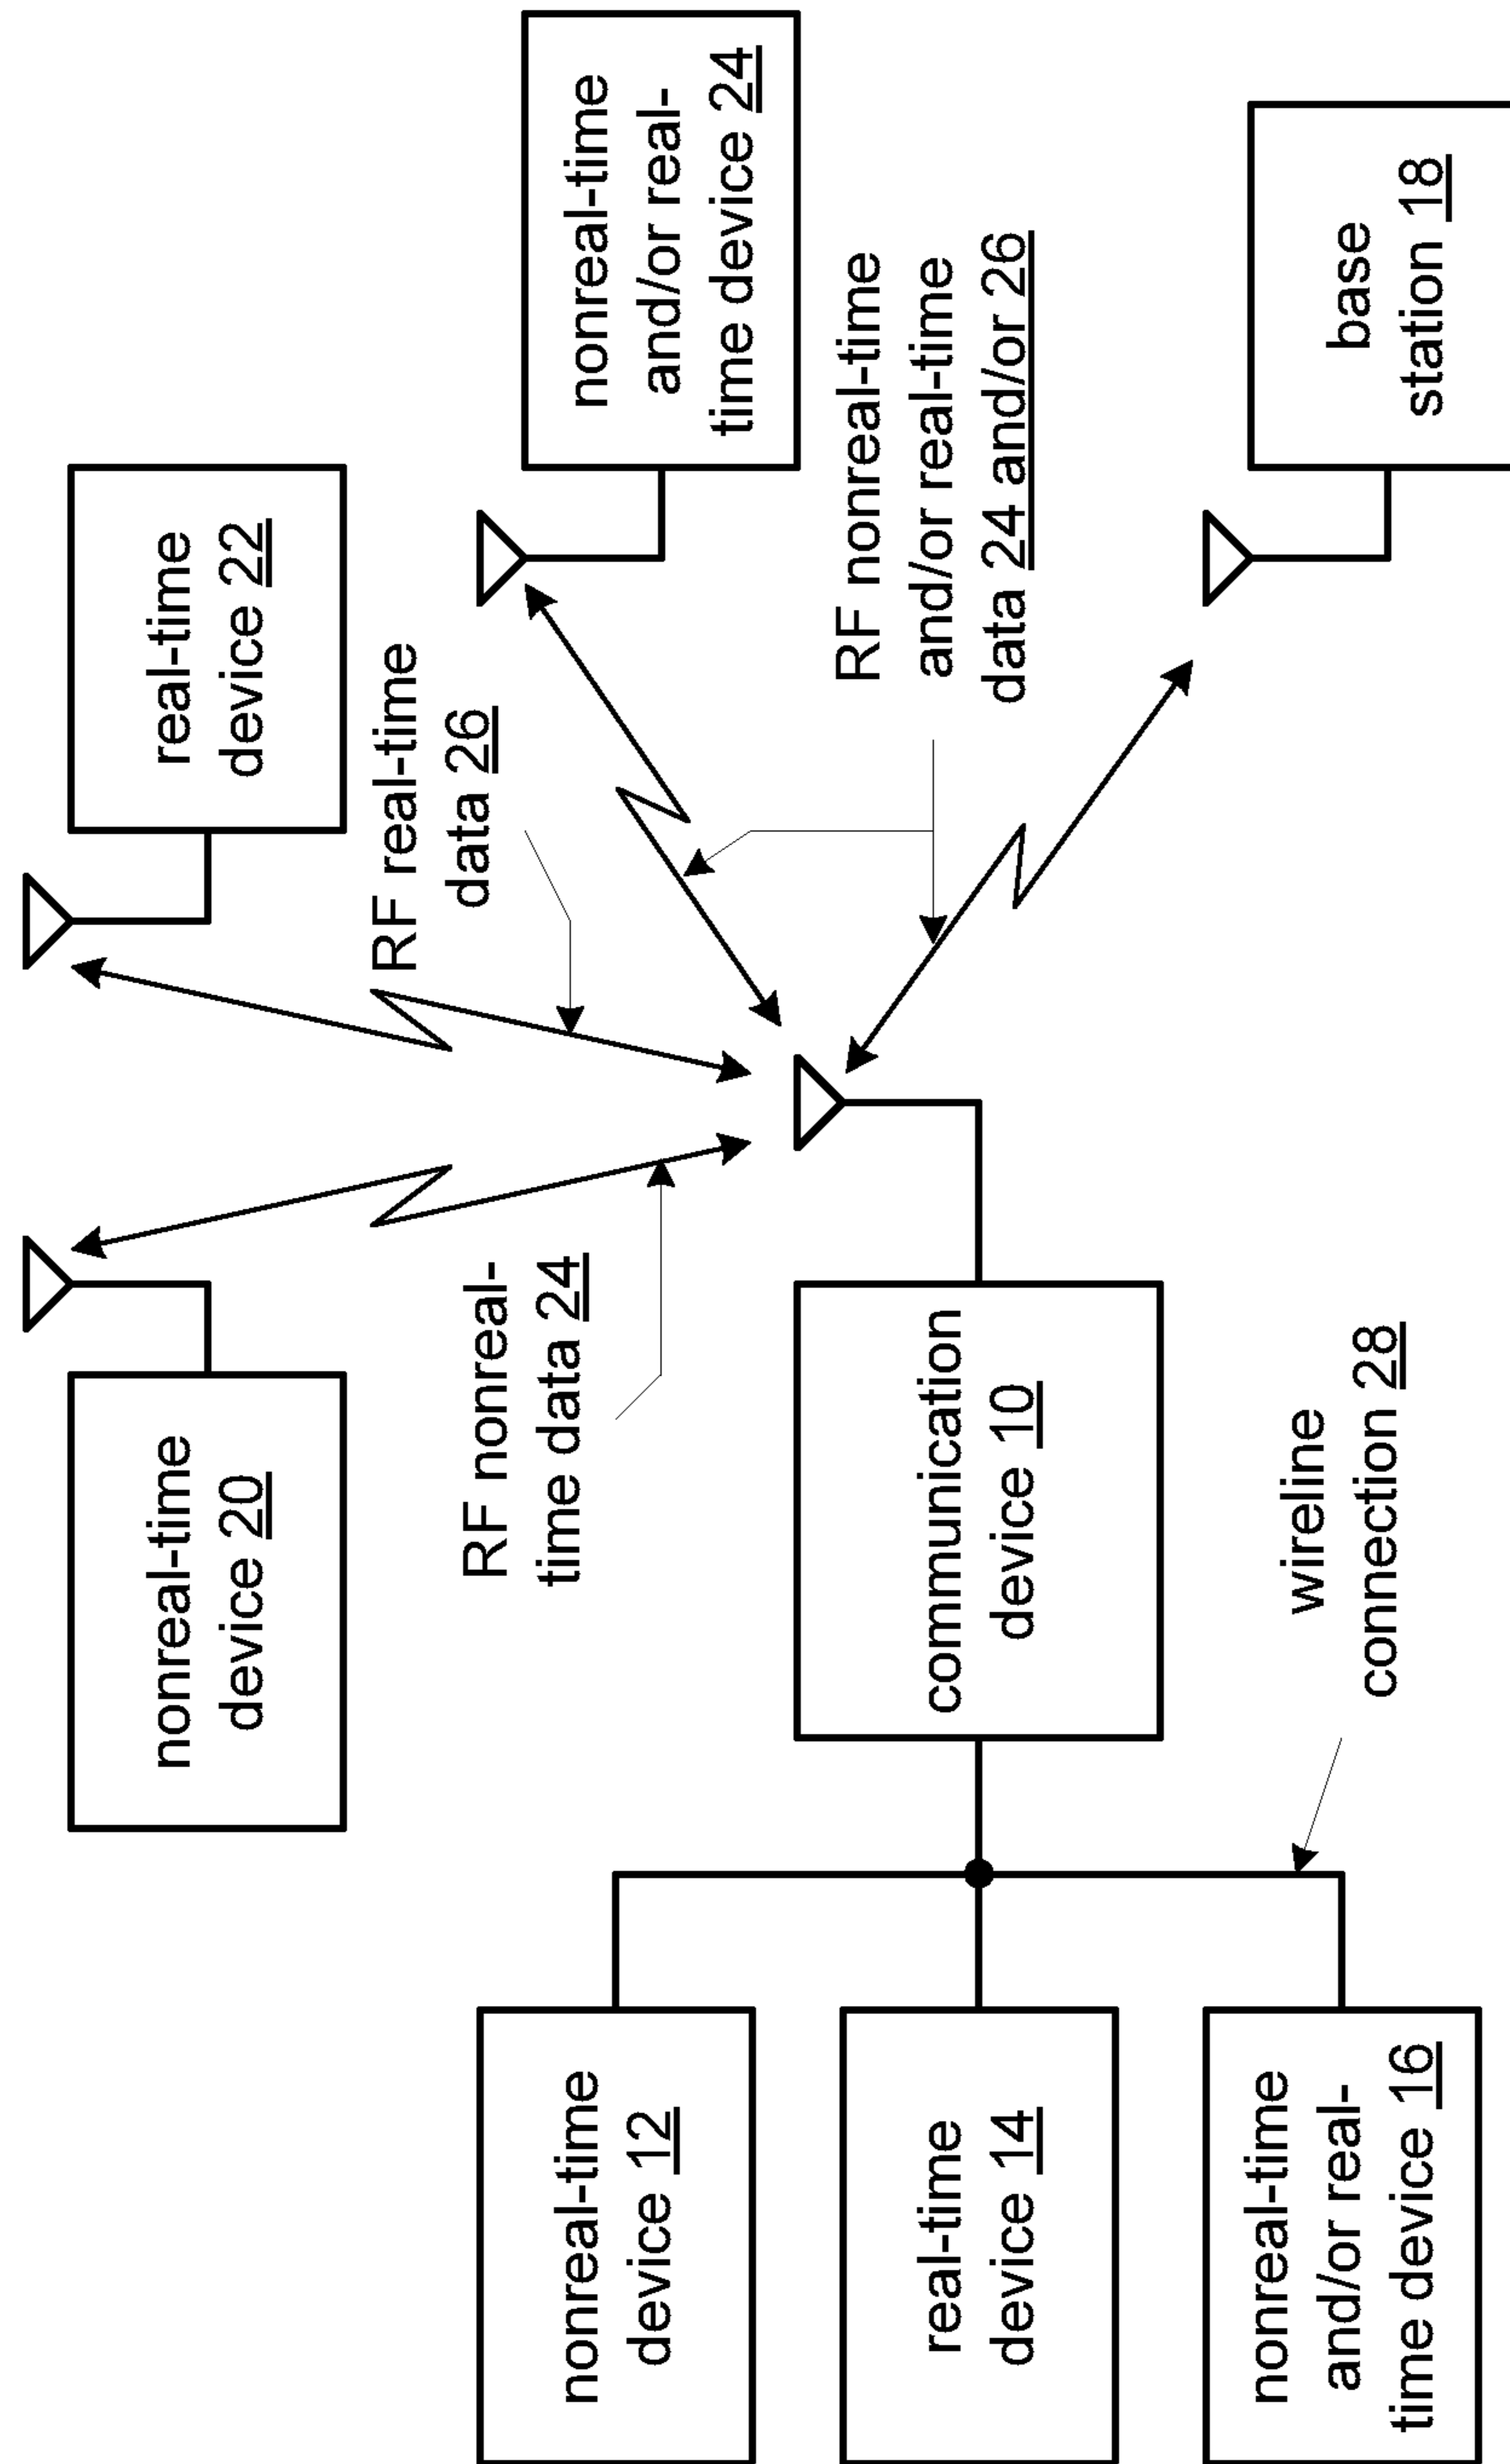 nonreal-time
device 20
real-time
device 22
RF real-time
data 26
RF nonreal-
time data 24
nonreal-time
and/or real-
time device 24
nonreal-time
device 12
real-time
device 14
nonreal-time
and/or real-
time device 16
communication
device 10
RF nonreal-time
and/or real-time
data 24 and/or 26
wireline
connection 28
base
station 18